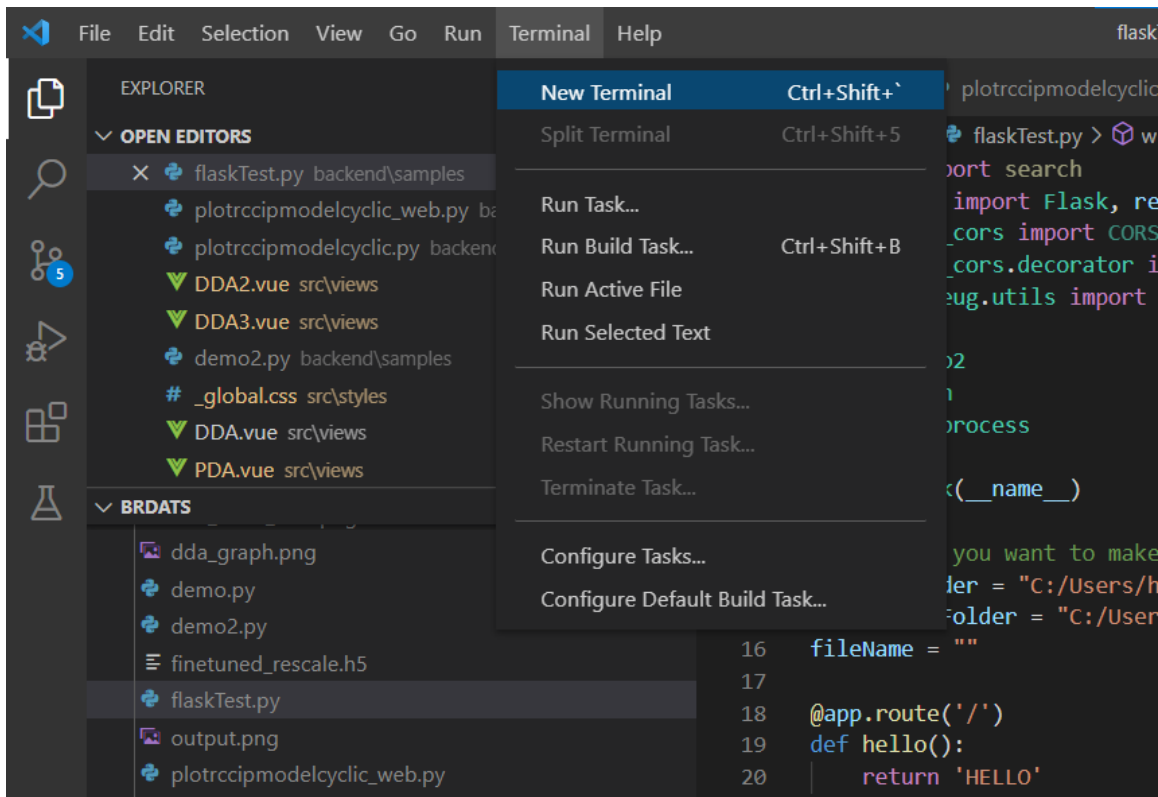 File Edit Selection View Go Run Terminal Help flask
EXPLORER
OPEN EDITORS
flaskTest.py backend\samples
plotrccipmodelcyclic_web.py ba
plotrccipmodelcyclic.py backend
DDA2.vue src\views
DDA3.vue src\views
demo2.py backend\samples
# _global.css src\styles
DDA.vue src\views
PDA.vue src\views
5
BRDATS
dda_graph.png
demo.py
demo2.py
finetuned_rescale.h5
flaskTest.py
output.png
plotrccipmodelcyclic_web.py
New Terminal Ctrl+Shift+`
Split Terminal Ctrl+Shift+5
Run Task...
Run Build Task... Ctrl+Shift+B
Run Active File
Run Selected Text
Show Running Tasks...
Restart Running Task...
Terminate Task...
Configure Tasks...
Configure Default Build Task...
plotrccipmodelcyclic
flaskTest.py > w
port search
import Flask, re
_cors import CORS
_cors.decorator i
eug.utils import
o2
process
(__name__)
you want to make
der = "C:/Users/h
Folder = "C:/User
16 fileName = ""
17
18 @app.route('/')
19 def hello():
20 return 'HELLO'